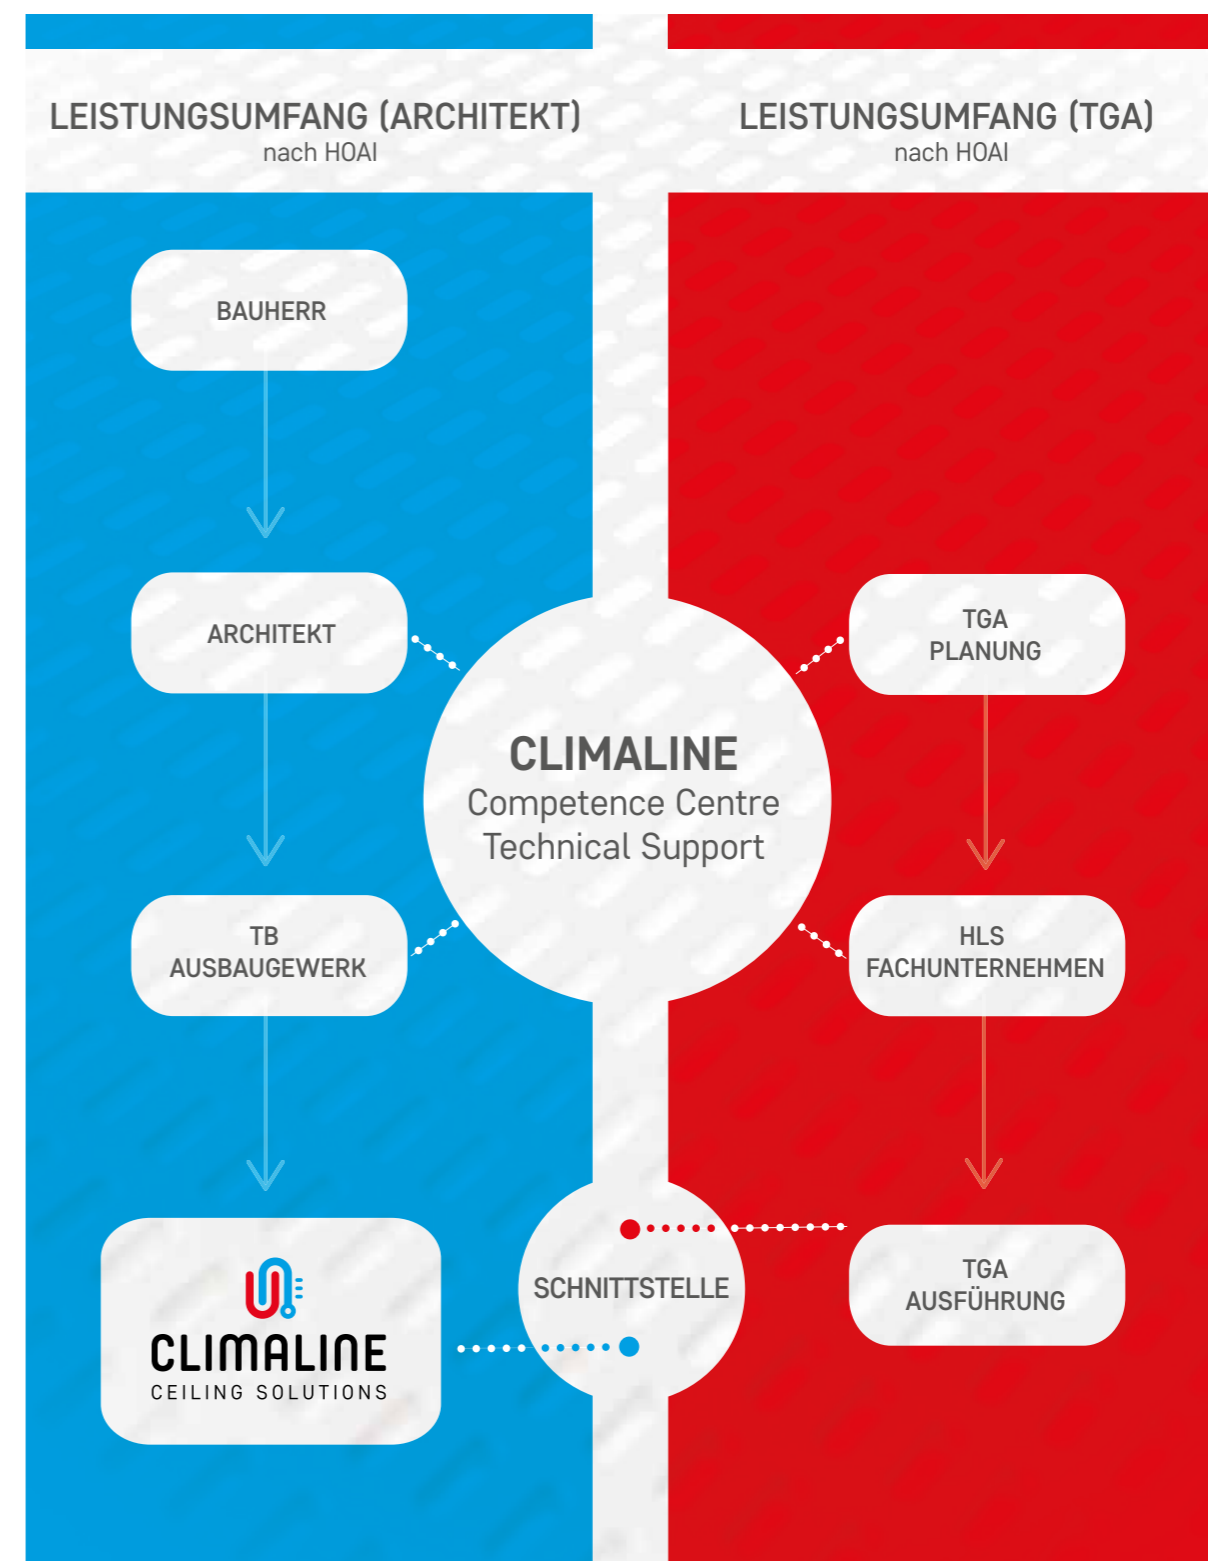 LEISTUNGSUMFANG (ARCHITEKT)
nach HOAI
LEISTUNGSUMFANG (TGA)
nach HOAI
BAUHERR
ARCHITEKT
TGA
PLANUNG
CLIMALINE
Competence Centre
Technical Support
TB
AUSBAUGEWERK
HLS
FACHUNTERNEHMEN
CLIMALINE
CEILING SOLUTIONS
SCHNITTSTELLE
TGA
AUSFÜHRUNG